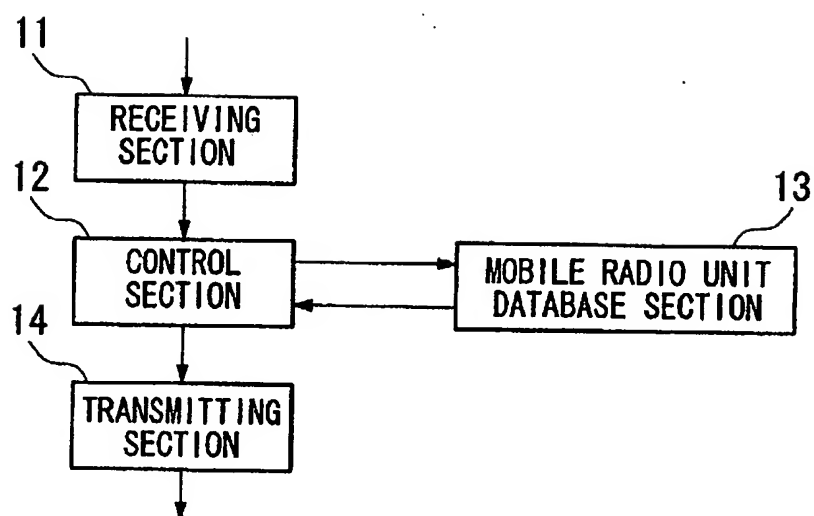 11
RECEIVING
SECTION
12
CONTROL
SECTION
13
MOBILE RADIO UNIT
DATABASE SECTION
14
TRANSMITTING
SECTION